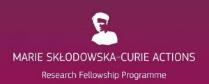 MARIE SKŁODOWSKA-CURIE ACTIONS
Research Fellowship Programme